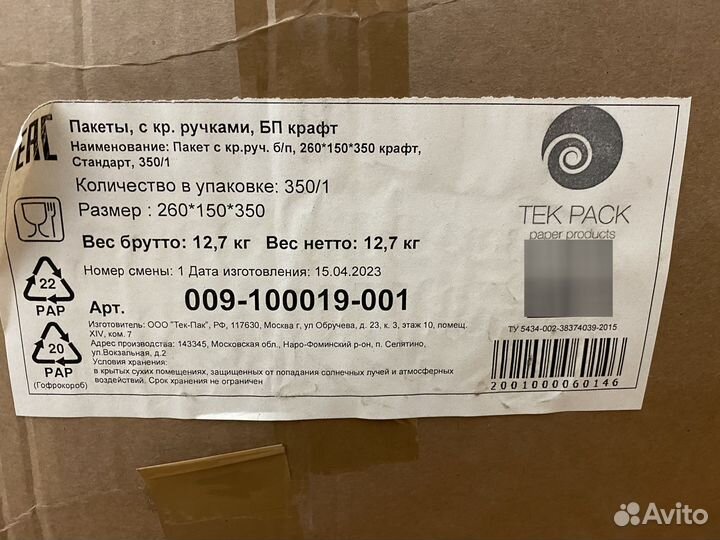 EAC
Пакеты, с кр. ручками, БП крафт
Наименование: Пакет с кр.руч. б/п, 260*150*350 крафт,
Стандарт, 350/1
Количество в упаковке: 350/1
Размер : 260*150*350
Вес брутто: 12,7 кг Вес нетто: 12,7 кг
Номер смены: 1 Дата изготовления: 15.04.2023
Арт. 009-100019-001
Изготовитель: ООО "Тек-Пак", РФ, 117630, Москва г, ул Обручева, д. 23, к. 3, этаж 10, помещ.
XIV, ком. 7
Адрес производства: 143345, Московская обл., Наро-Фоминский р-он, п. Селятино,
ул.Вокзальная, д.2
Условия хранения:
в крытых сухих помещениях, защищенных от попадания солнечных лучей и атмосферных
воздействий. Срок хранения не ограничен
22
PAP
20
PAP
(Гофрокороб)
TEK PACK
paper products
ТУ 5434-002-38374039-2015
2001000060146
Avito